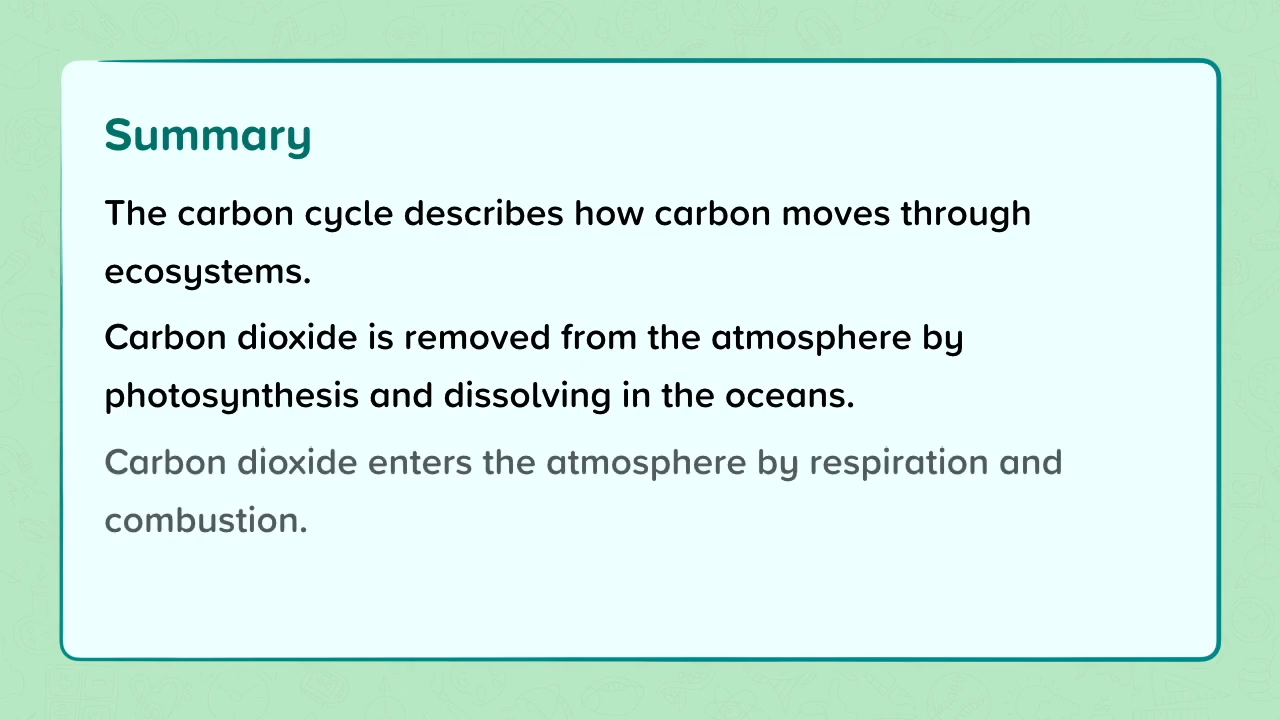 Summary
The carbon cycle describes how carbon moves through
ecosystems.
Carbon dioxide is removed from the atmosphere by
photosynthesis and dissolving in the oceans.
Carbon dioxide enters the atmosphere by respiration and
combustion.